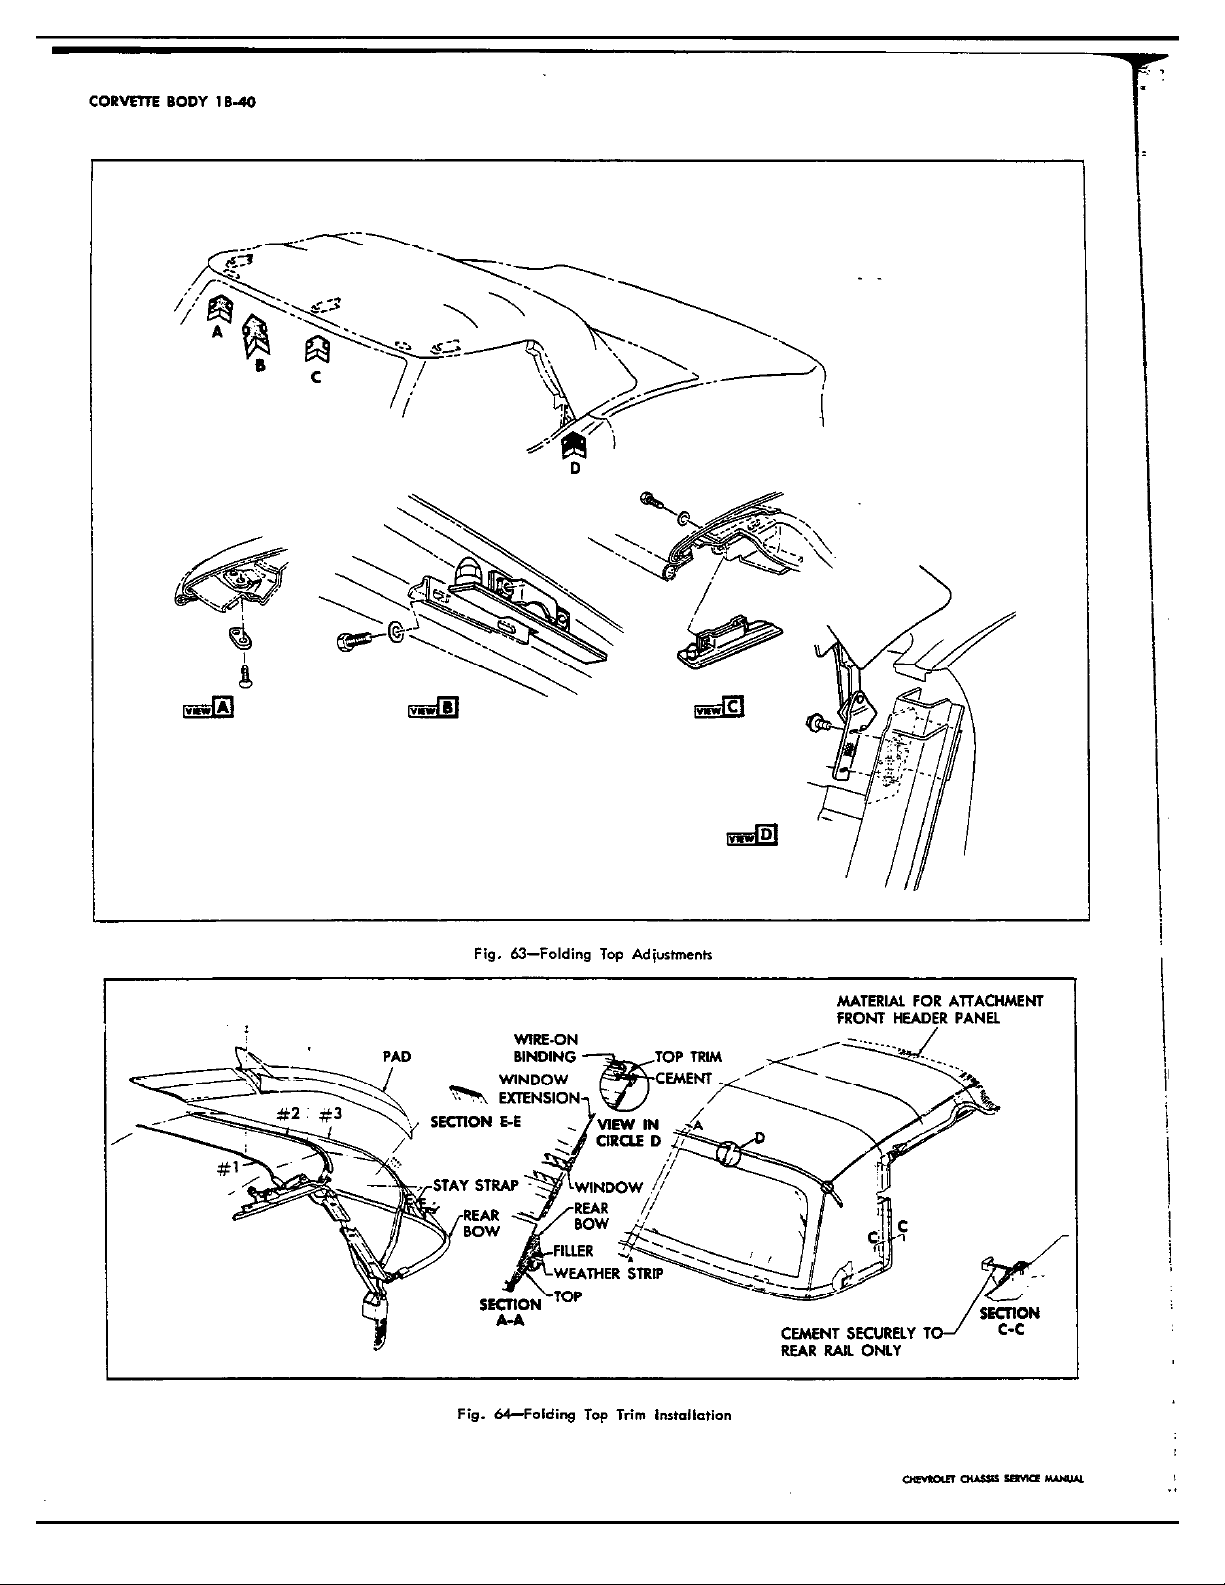 CORVETTE BODY 1B-40
A
B
C
D
VIEW A
VIEW B
VIEW C
VIEW D
Fig. 63—Folding Top Adjustments
MATERIAL FOR ATTACHMENT
FRONT HEADER PANEL
PAD
WIRE-ON
BINDING
TOP TRIM
WINDOW
EXTENSION
CEMENT
SECTION E-E
VIEW IN
CIRCLE D
#2
#3
#1
A
D
STAY STRAP
WINDOW
REAR
BOW
REAR
BOW
FILLER
WEATHER STRIP
TOP
SECTION
A-A
A
C
C
SECTION
C-C
CEMENT SECURELY TO
REAR RAIL ONLY
Fig. 64—Folding Top Trim Installation
CHEVROLET CHASSIS SERVICE MANUAL